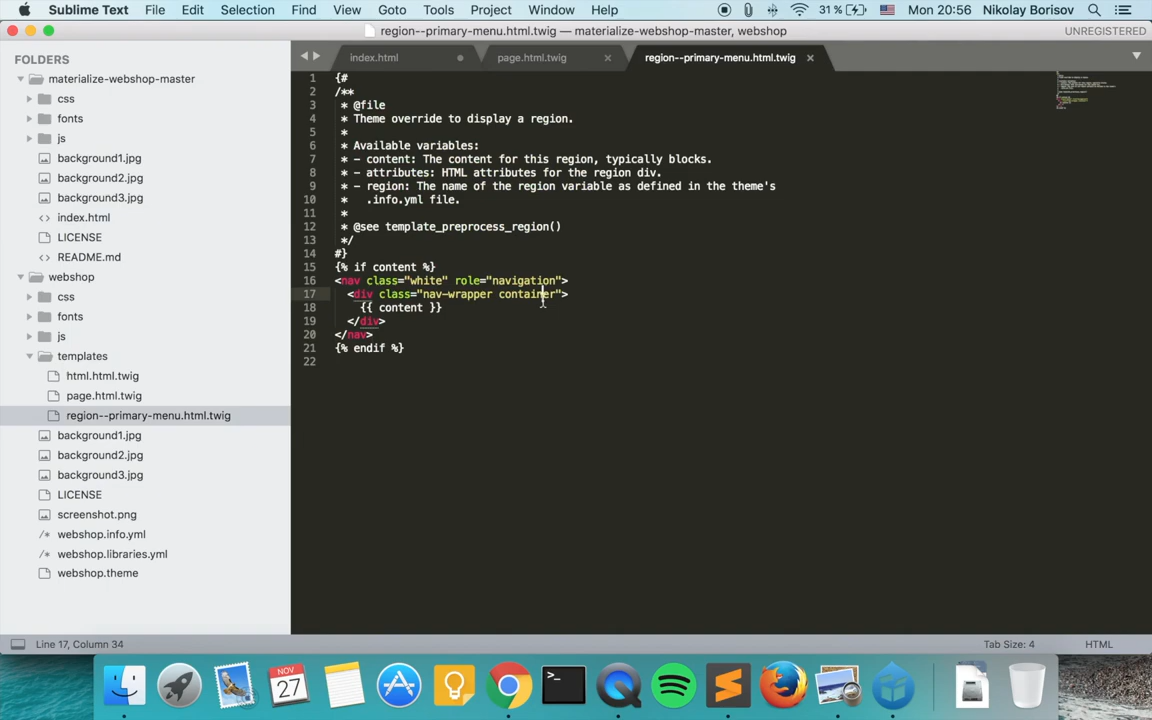 Sublime Text File Edit Selection Find View Goto Tools Project Window Help 31% Mon 20:56 Nikolay Borisov
region--primary-menu.html.twig — materialize-webshop-master, webshop UNREGISTERED
FOLDERS
materialize-webshop-master
css
fonts
js
background1.jpg
background2.jpg
background3.jpg
<> index.html
LICENSE
README.md
webshop
css
fonts
js
templates
html.html.twig
page.html.twig
region--primary-menu.html.twig
background1.jpg
background2.jpg
background3.jpg
LICENSE
screenshot.png
/* webshop.info.yml
/* webshop.libraries.yml
webshop.theme
index.html page.html.twig region--primary-menu.html.twig
1 {#
2 /**
3 * @file
4 * Theme override to display a region.
5 *
6 * Available variables:
7 * - content: The content for this region, typically blocks.
8 * - attributes: HTML attributes for the region div.
9 * - region: The name of the region variable as defined in the theme's
10 * .info.yml file.
11 *
12 * @see template_preprocess_region()
13 */
14 #}
15 {% if content %}
16 <nav class="white" role="navigation">
17 <div class="nav-wrapper container">
18 {{ content }}
19 </div>
20 </nav>
21 {% endif %}
22
Line 17, Column 34 Tab Size: 4 HTML
NOV
27
>_